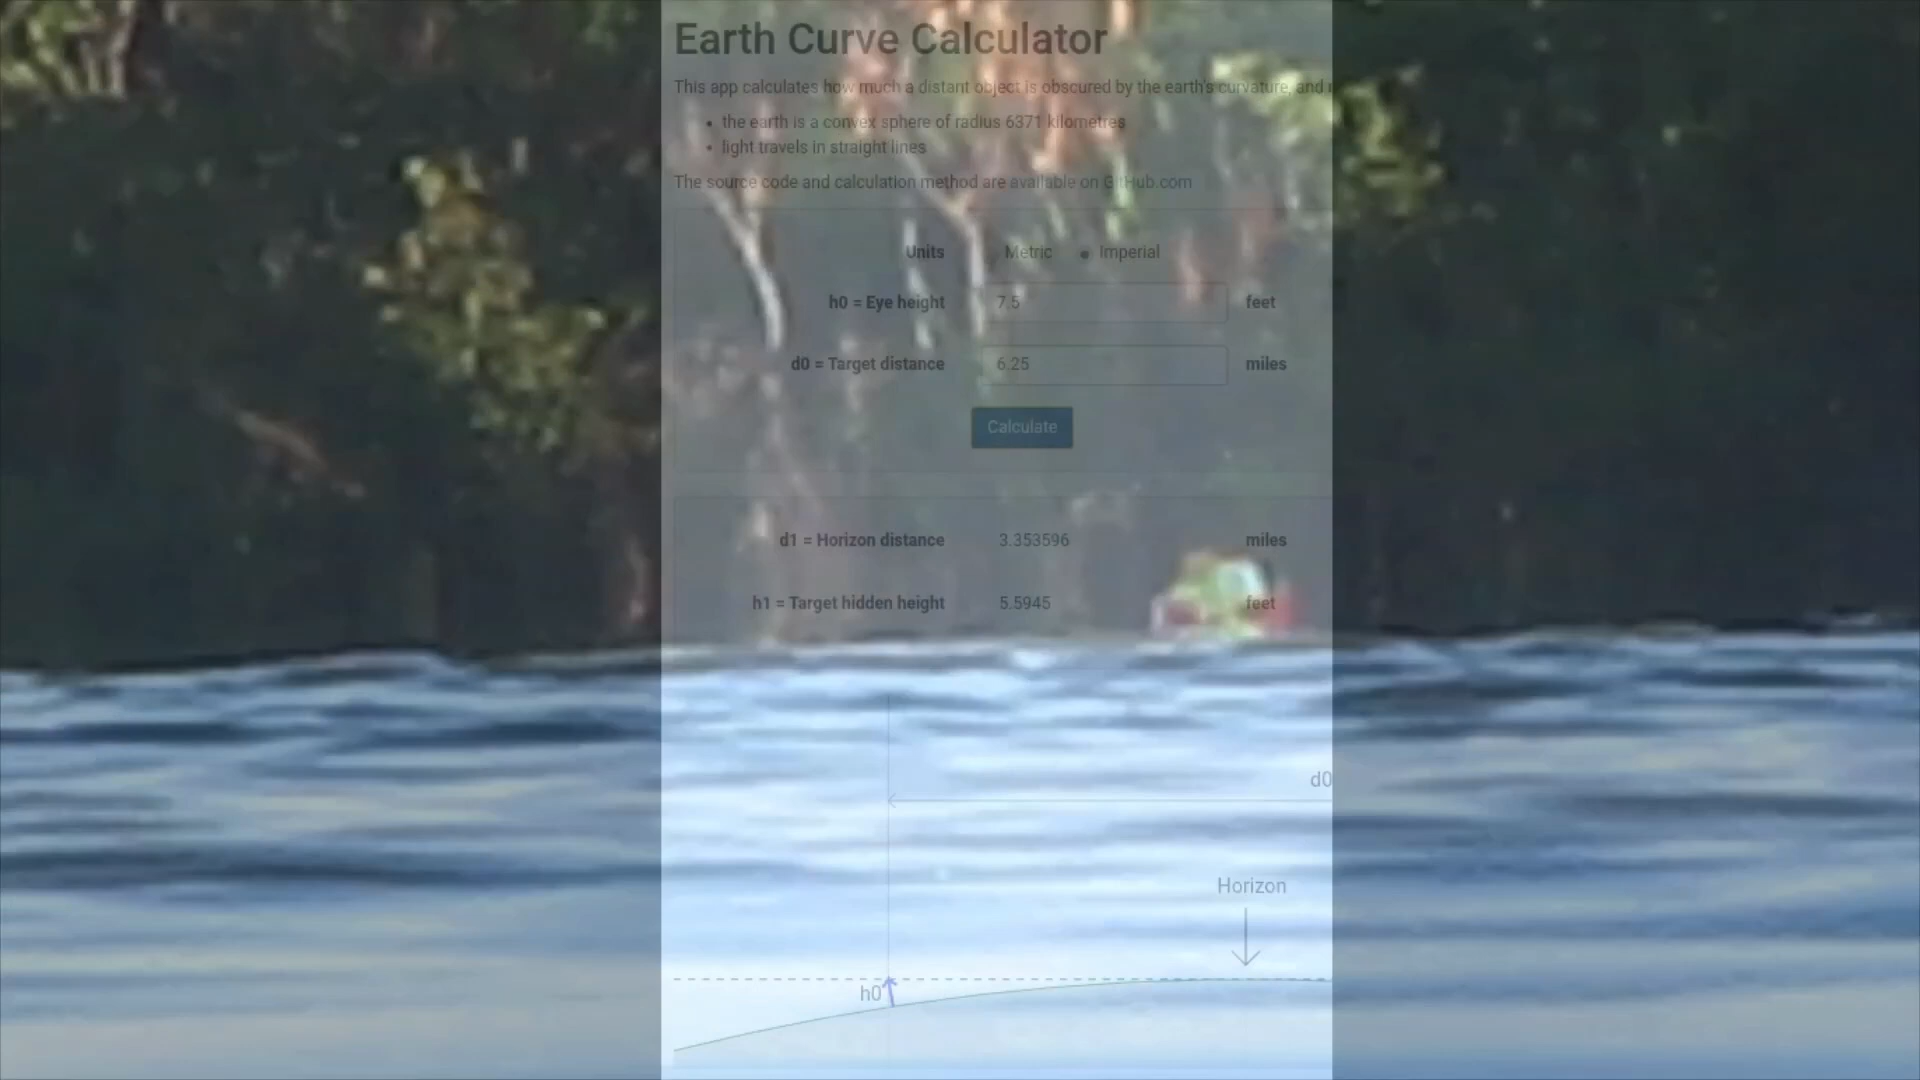 Earth Curve Calculator
This app calculates how much a distant object is obscured by the earth's curvature, and
• the earth is a convex sphere of radius 6371 kilometres
• light travels in straight lines
The source code and calculation method are available on GitHub.com
Units Metric Imperial
h0 = Eye height 7.5 feet
d0 = Target distance 6.25 miles
Calculate
d1 = Horizon distance 3.353596 miles
h1 = Target hidden height 5.5945 feet
d0
Horizon
h0